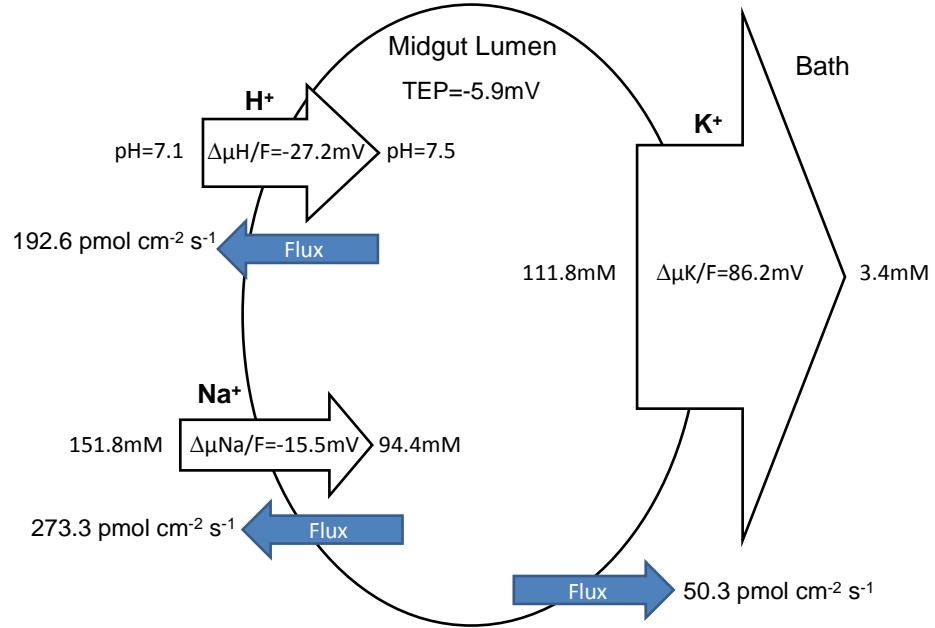 Midgut Lumen
TEP=-5.9mV
Bath
H⁺
pH=7.1
ΔµH/F=-27.2mV
pH=7.5
192.6 pmol cm⁻² s⁻¹
Flux
K⁺
111.8mM
ΔµK/F=86.2mV
3.4mM
Na⁺
151.8mM
ΔµNa/F=-15.5mV
94.4mM
273.3 pmol cm⁻² s⁻¹
Flux
Flux
50.3 pmol cm⁻² s⁻¹